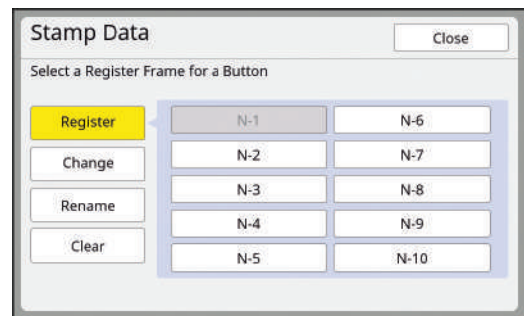 Stamp Data
Close
Select a Register Frame for a Button
Register
Change
Rename
Clear
N-1
N-2
N-3
N-4
N-5
N-6
N-7
N-8
N-9
N-10